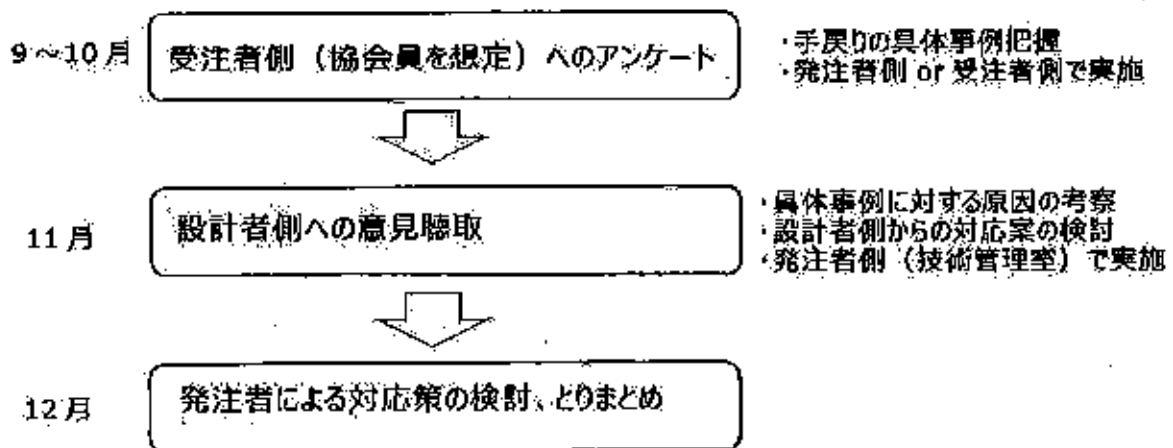 9～10月
受注者側（協会員を想定）へのアンケート
・手戻りの具体事例把握
・発注者側 or 受注者側で実施
11月
設計者側への意見聴取
・具体事例に対する原因の考察
・設計者側からの対応案の検討
・発注者側（技術管理室）で実施
12月
発注者による対応策の検討、とりまとめ